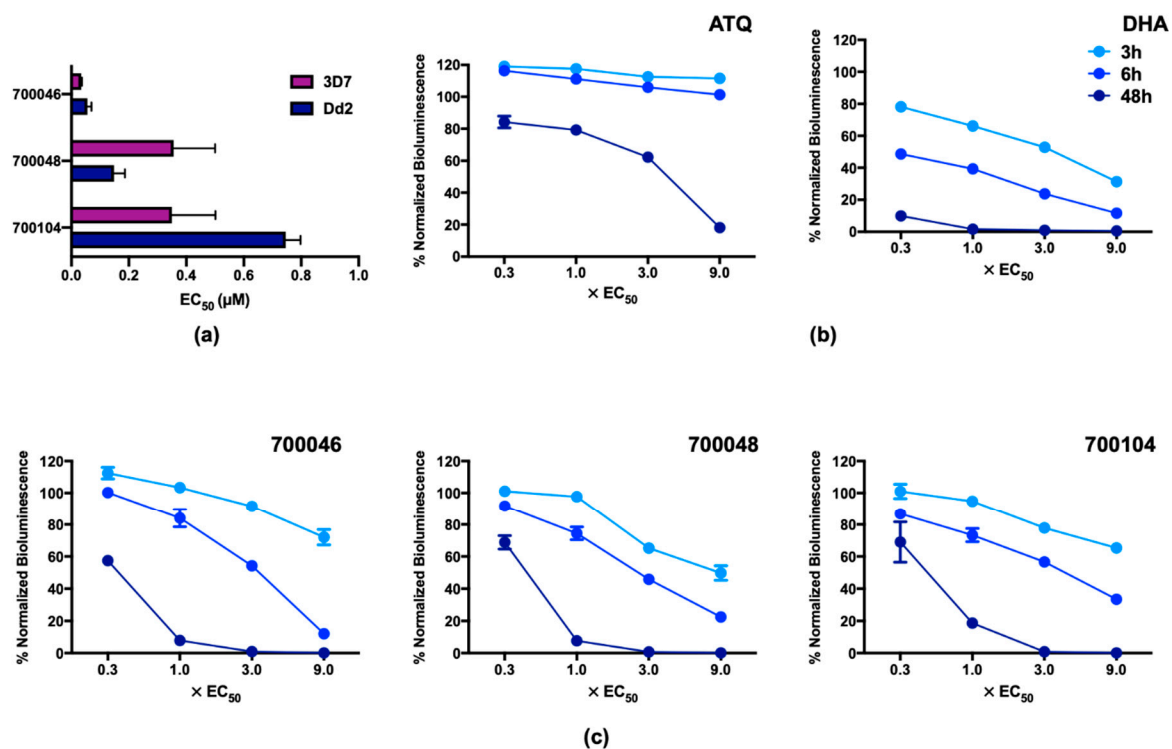 3D7
Dd2
700046
700048
700104
0.0 0.2 0.4 0.6 0.8 1.0
EC50 (µM)
(a)
ATQ
% Normalized Bioluminescence
120
100
80
60
40
20
0
0.3 1.0 3.0 9.0
× EC50
DHA
3h
6h
48h
% Normalized Bioluminescence
120
100
80
60
40
20
0
0.3 1.0 3.0 9.0
× EC50
(b)
700046
% Normalized Bioluminescence
120
100
80
60
40
20
0
0.3 1.0 3.0 9.0
× EC50
700048
% Normalized Bioluminescence
120
100
80
60
40
20
0
0.3 1.0 3.0 9.0
× EC50
700104
% Normalized Bioluminescence
120
100
80
60
40
20
0
0.3 1.0 3.0 9.0
× EC50
(c)